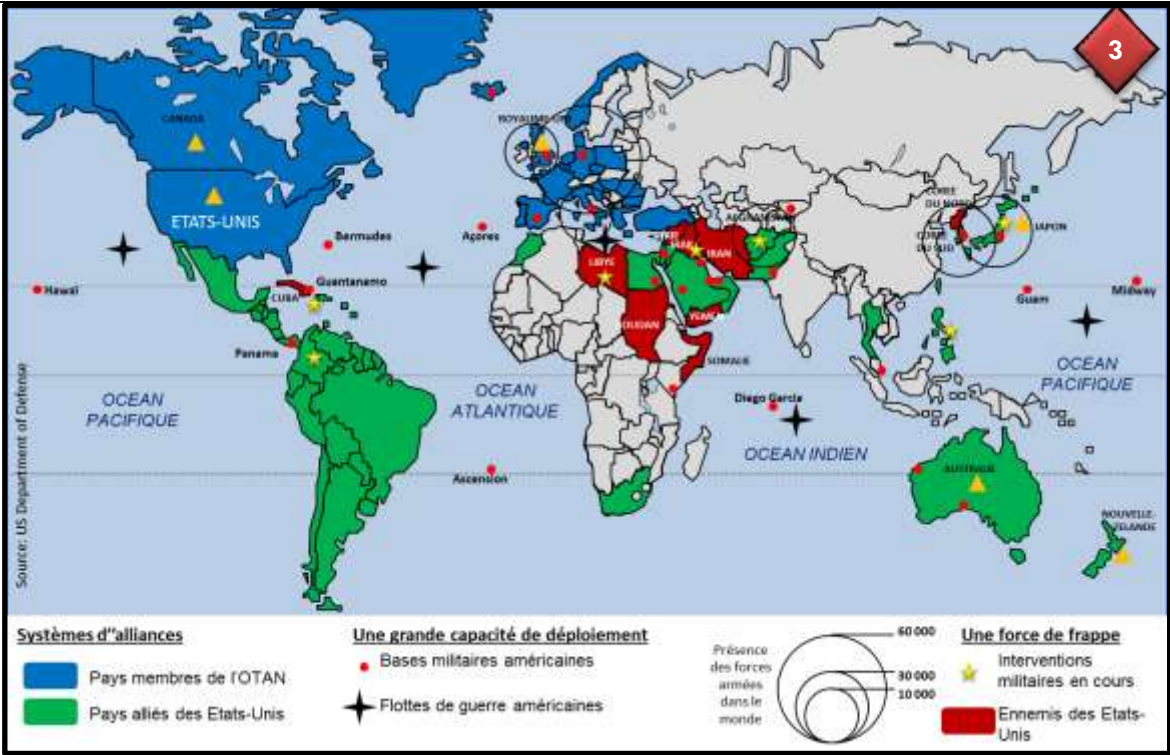 3
CANADA
ROYAUME-UNI
ETATS-UNIS
AFGHANISTAN
COREE
DU NORD
COREE
DU SUD
JAPON
Bermudes
Açores
IRAN
LIBYE
Hawaï
Guantanamo
CUBA
Guam
Midway
YEMEN
SOUDAN
SOMALIE
Panama
OCEAN
PACIFIQUE
OCEAN
ATLANTIQUE
Diego Garcia
OCEAN
PACIFIQUE
OCEAN INDIEN
Ascension
AUSTRALIE
NOUVELLE-
ZELANDE
Source: US Department of Defense
Systèmes d"alliances
Pays membres de l'OTAN
Pays alliés des Etats-Unis
Une grande capacité de déploiement
Bases militaires américaines
Flottes de guerre américaines
Présence
des forces
armées
dans le
monde
60 000
30 000
10 000
Une force de frappe
Interventions
militaires en cours
Ennemis des Etats-
Unis